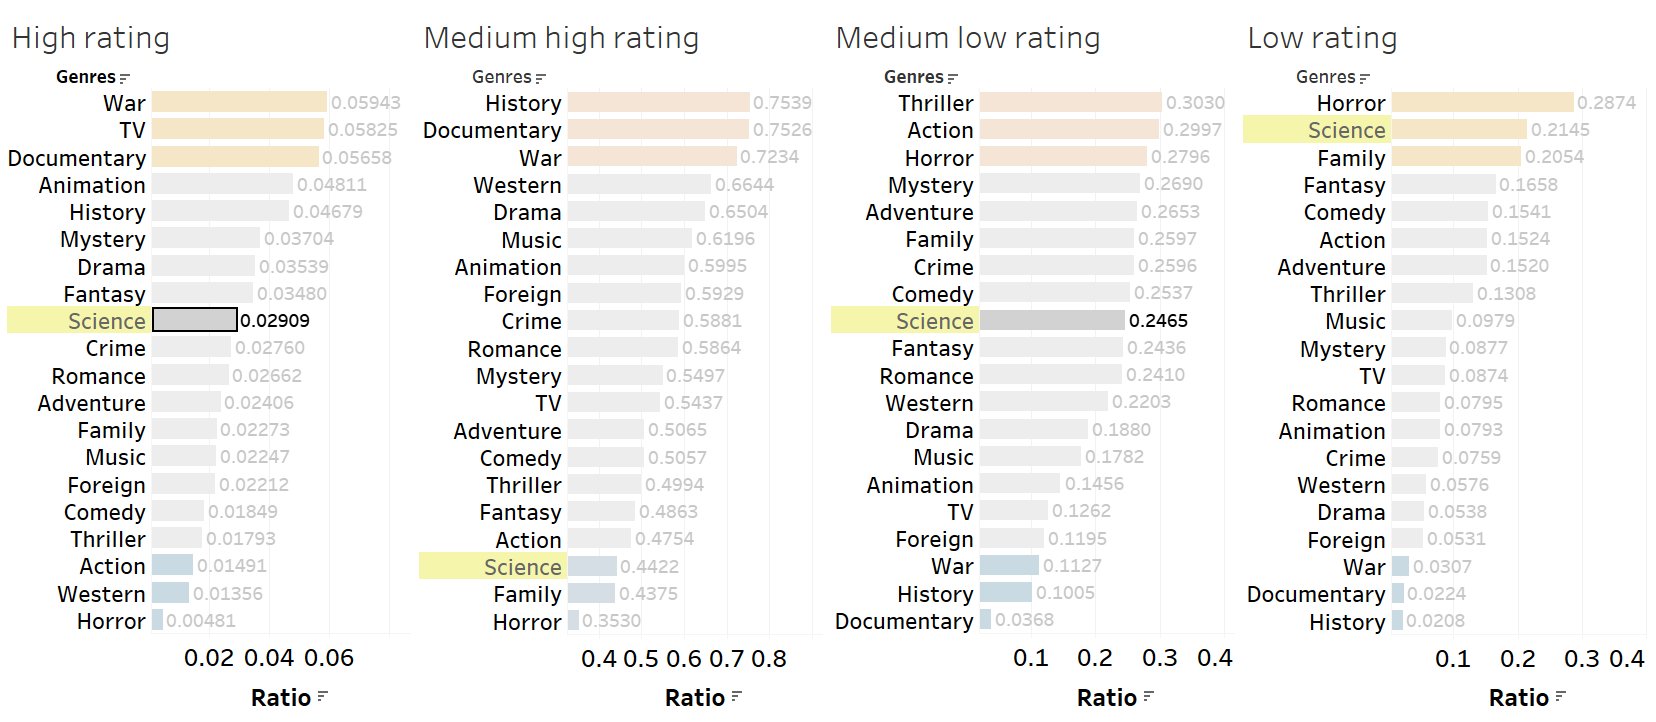 High rating
Genres
War 0.05943
TV 0.05825
Documentary 0.05658
Animation 0.04811
History 0.04679
Mystery 0.03704
Drama 0.03539
Fantasy 0.03480
Science 0.02909
Crime 0.02760
Romance 0.02662
Adventure 0.02406
Family 0.02273
Music 0.02247
Foreign 0.02212
Comedy 0.01849
Thriller 0.01793
Action 0.01491
Western 0.01356
Horror 0.00481
0.02 0.04 0.06
Ratio
Medium high rating
Genres
History 0.7539
Documentary 0.7526
War 0.7234
Western 0.6644
Drama 0.6504
Music 0.6196
Animation 0.5995
Foreign 0.5929
Crime 0.5881
Romance 0.5864
Mystery 0.5497
TV 0.5437
Adventure 0.5065
Comedy 0.5057
Thriller 0.4994
Fantasy 0.4863
Action 0.4754
Science 0.4422
Family 0.4375
Horror 0.3530
0.4 0.5 0.6 0.7 0.8
Ratio
Medium low rating
Genres
Thriller 0.3030
Action 0.2997
Horror 0.2796
Mystery 0.2690
Adventure 0.2653
Family 0.2597
Crime 0.2596
Comedy 0.2537
Science 0.2465
Fantasy 0.2436
Romance 0.2410
Western 0.2203
Drama 0.1880
Music 0.1782
Animation 0.1456
TV 0.1262
Foreign 0.1195
War 0.1127
History 0.1005
Documentary 0.0368
0.1 0.2 0.3 0.4
Ratio
Low rating
Genres
Horror 0.2874
Science 0.2145
Family 0.2054
Fantasy 0.1658
Comedy 0.1541
Action 0.1524
Adventure 0.1520
Thriller 0.1308
Music 0.0979
Mystery 0.0877
TV 0.0874
Romance 0.0795
Animation 0.0793
Crime 0.0759
Western 0.0576
Drama 0.0538
Foreign 0.0531
War 0.0307
Documentary 0.0224
History 0.0208
0.1 0.2 0.3 0.4
Ratio